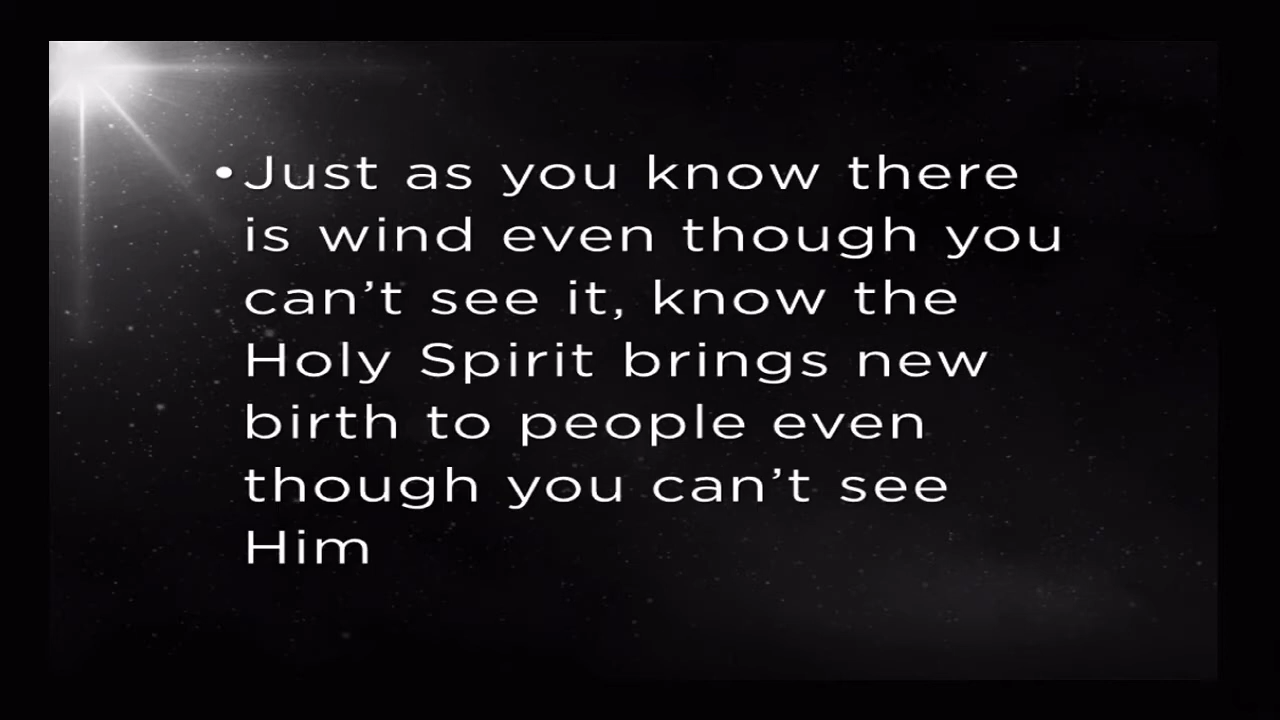 •Just as you know there
is wind even though you
can’t see it, know the
Holy Spirit brings new
birth to people even
though you can’t see
Him